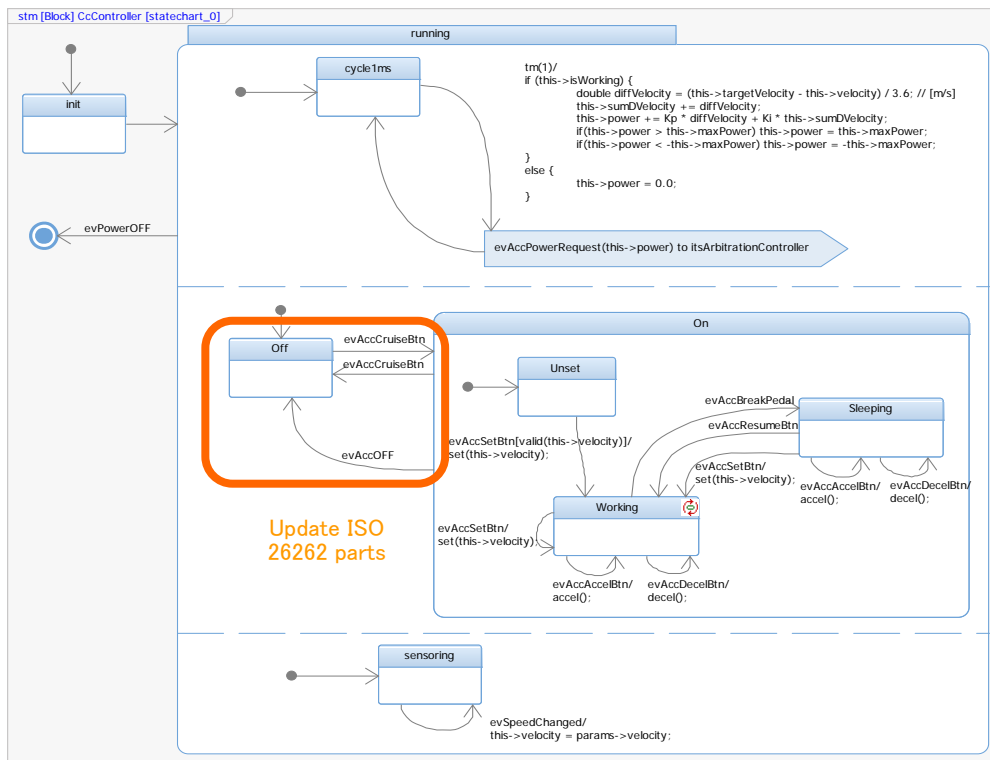 stm [Block] CcController [statechart_0]
running
init
cycle1ms
tm(1)/
if (this->isWorking) {
double diffVelocity = (this->targetVelocity - this->velocity) / 3.6; // [m/s]
this->sumDVelocity += diffVelocity;
this->power += Kp * diffVelocity + Ki * this->sumDVelocity;
if(this->power > this->maxPower) this->power = this->maxPower;
if(this->power < -this->maxPower) this->power = -this->maxPower;
}
else {
this->power = 0.0;
}
evPowerOFF
evAccPowerRequest(this->power) to itsArbitrationController
Off
evAccCruiseBtn
evAccCruiseBtn
evAccOFF
Update ISO
26262 parts
On
Unset
evAccBreakPedal
Sleeping
evAccResumeBtn
evAccSetBtn[valid(this->velocity)]/
set(this->velocity);
evAccSetBtn/
set(this->velocity);
evAccAccelBtn/
accel();
evAccDecelBtn/
decel();
Working
evAccSetBtn/
set(this->velocity);
evAccAccelBtn/
accel();
evAccDecelBtn/
decel();
sensoring
evSpeedChanged/
this->velocity = params->velocity;